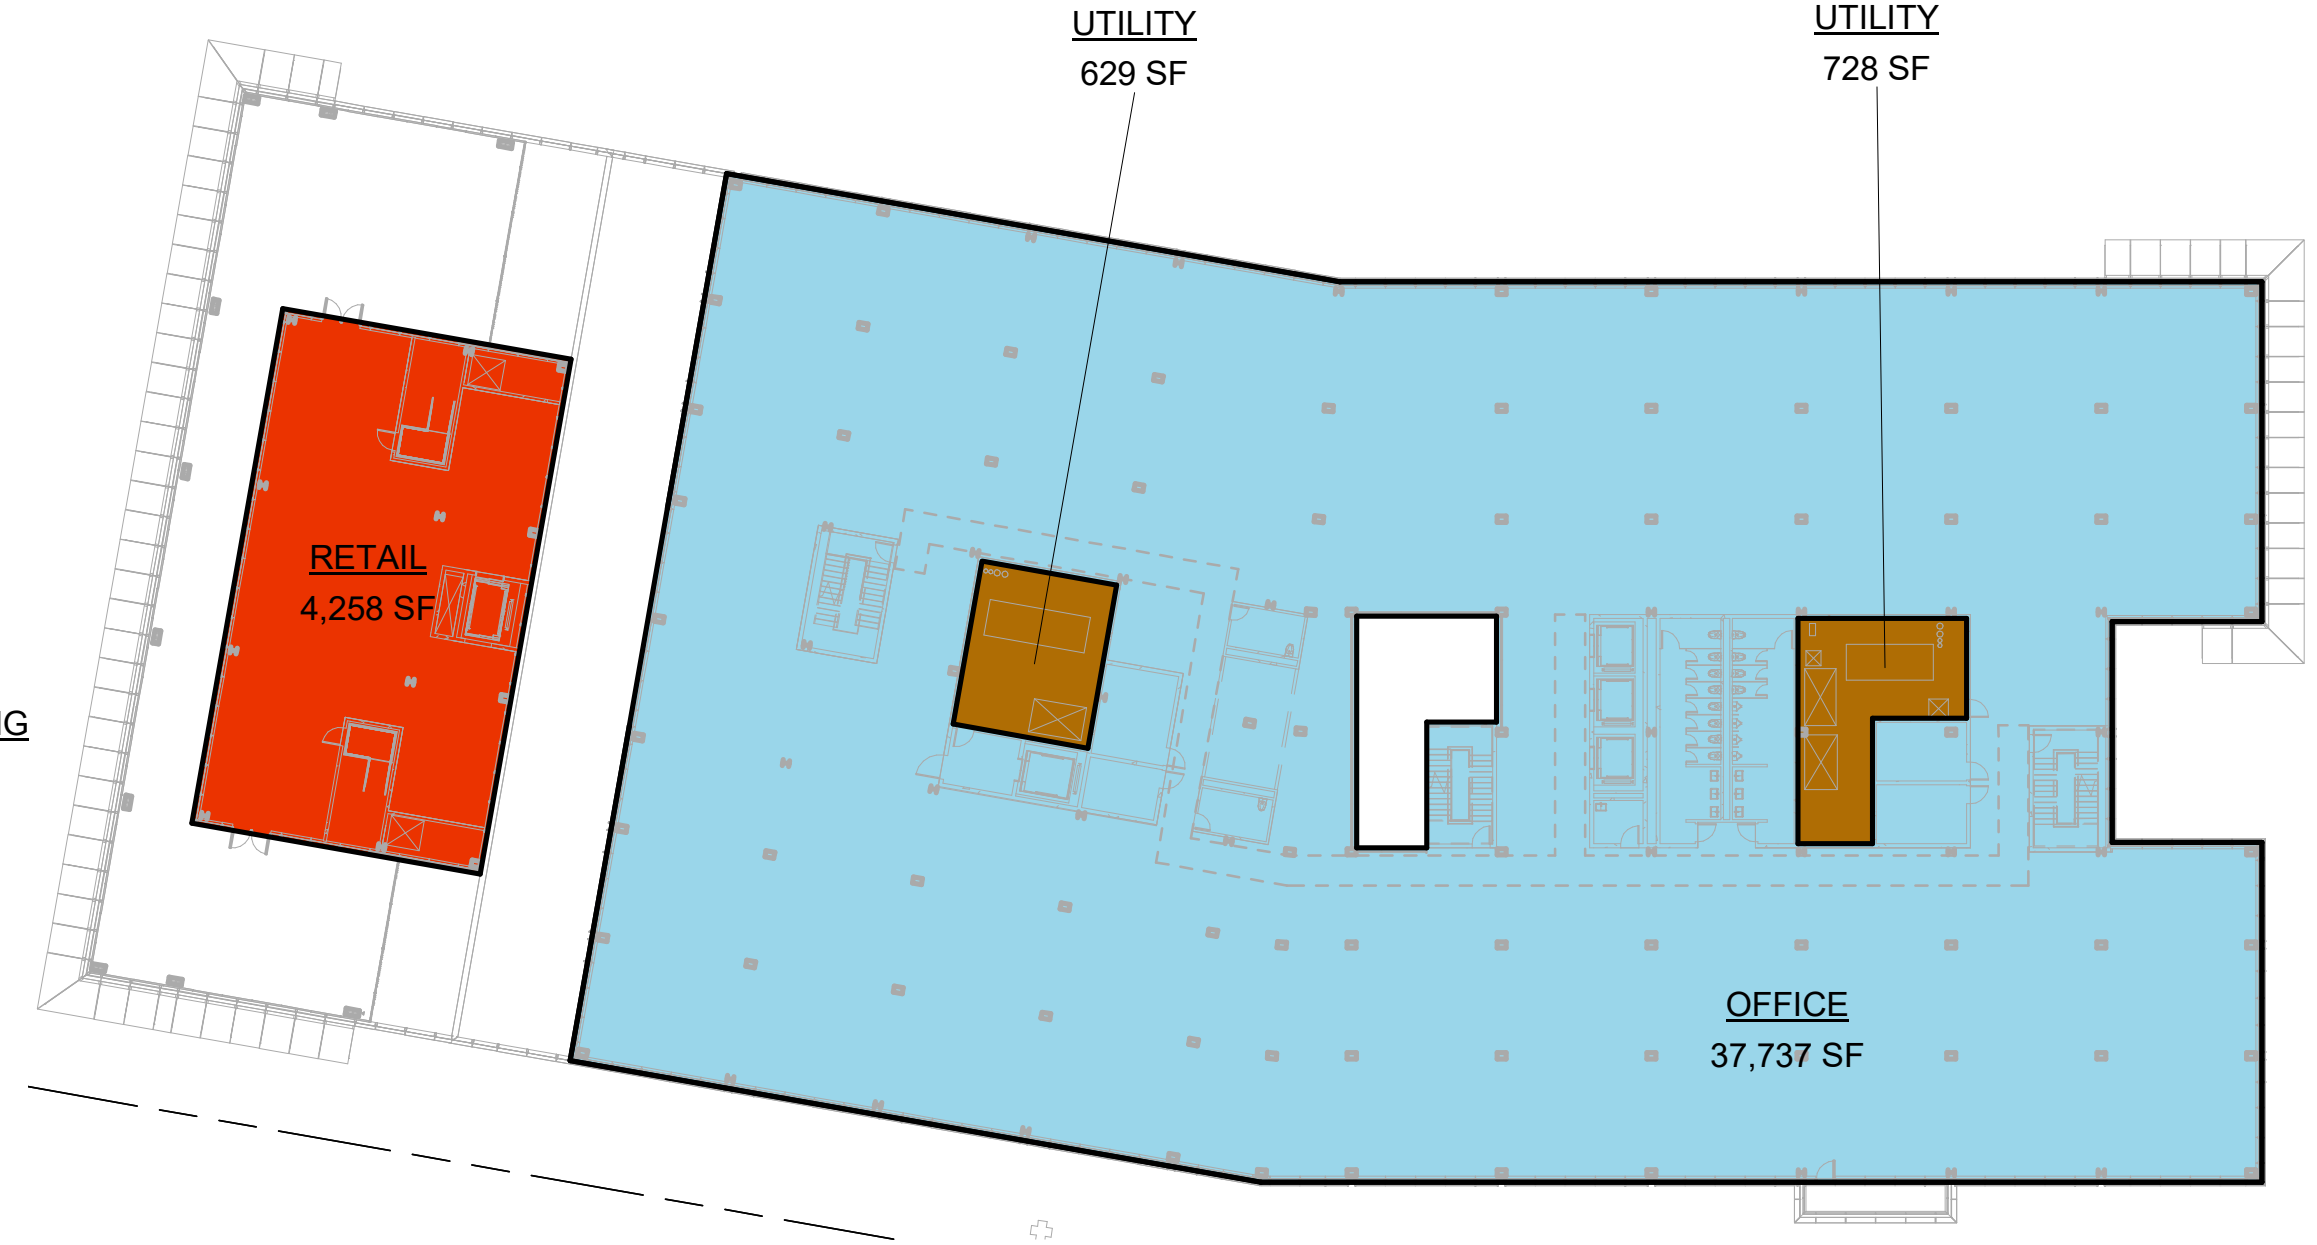 UTILITY
629 SF
UTILITY
728 SF
RETAIL
4,258 SF
OFFICE
37,737 SF